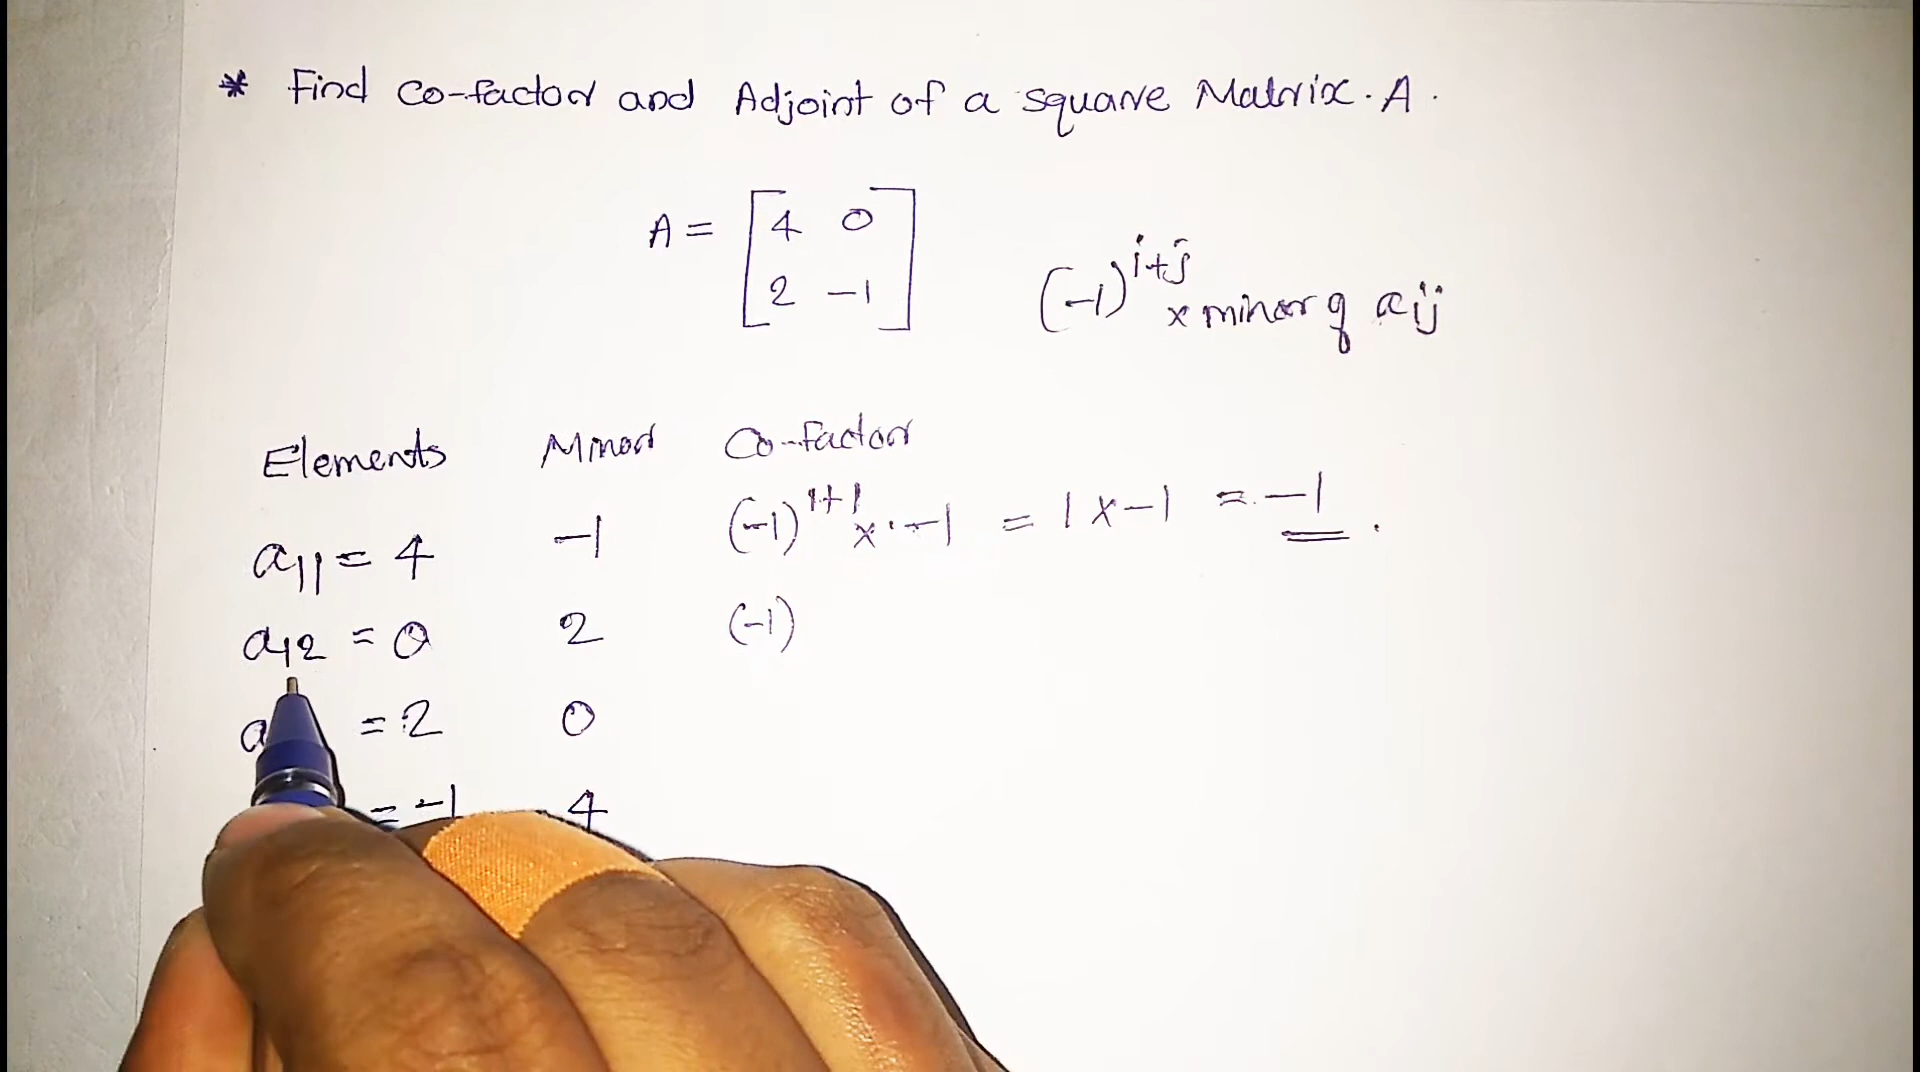 * Find Co-factor and Adjoint of a square Matrix. A.
A = [ 4 0
2 -1 ]
(-1)^i+j x minor of aij
Elements Minor Co-factor
a11 = 4 -1 (-1)^1+1 x -1 = 1 x -1 = -1.
a12 = 0 2 (-1)
a = 2 0
= -1 4